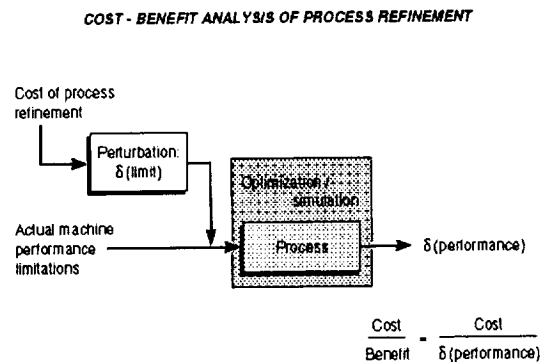 COST - BENEFIT ANALYSIS OF PROCESS REFINEMENT
Cost of process
refinement
Perturbation:
δ(limit)
Optimization /
simulation
Actual machine
performance
limitations
Process
δ(performance)
Cost
Benefit
=
Cost
δ(performance)